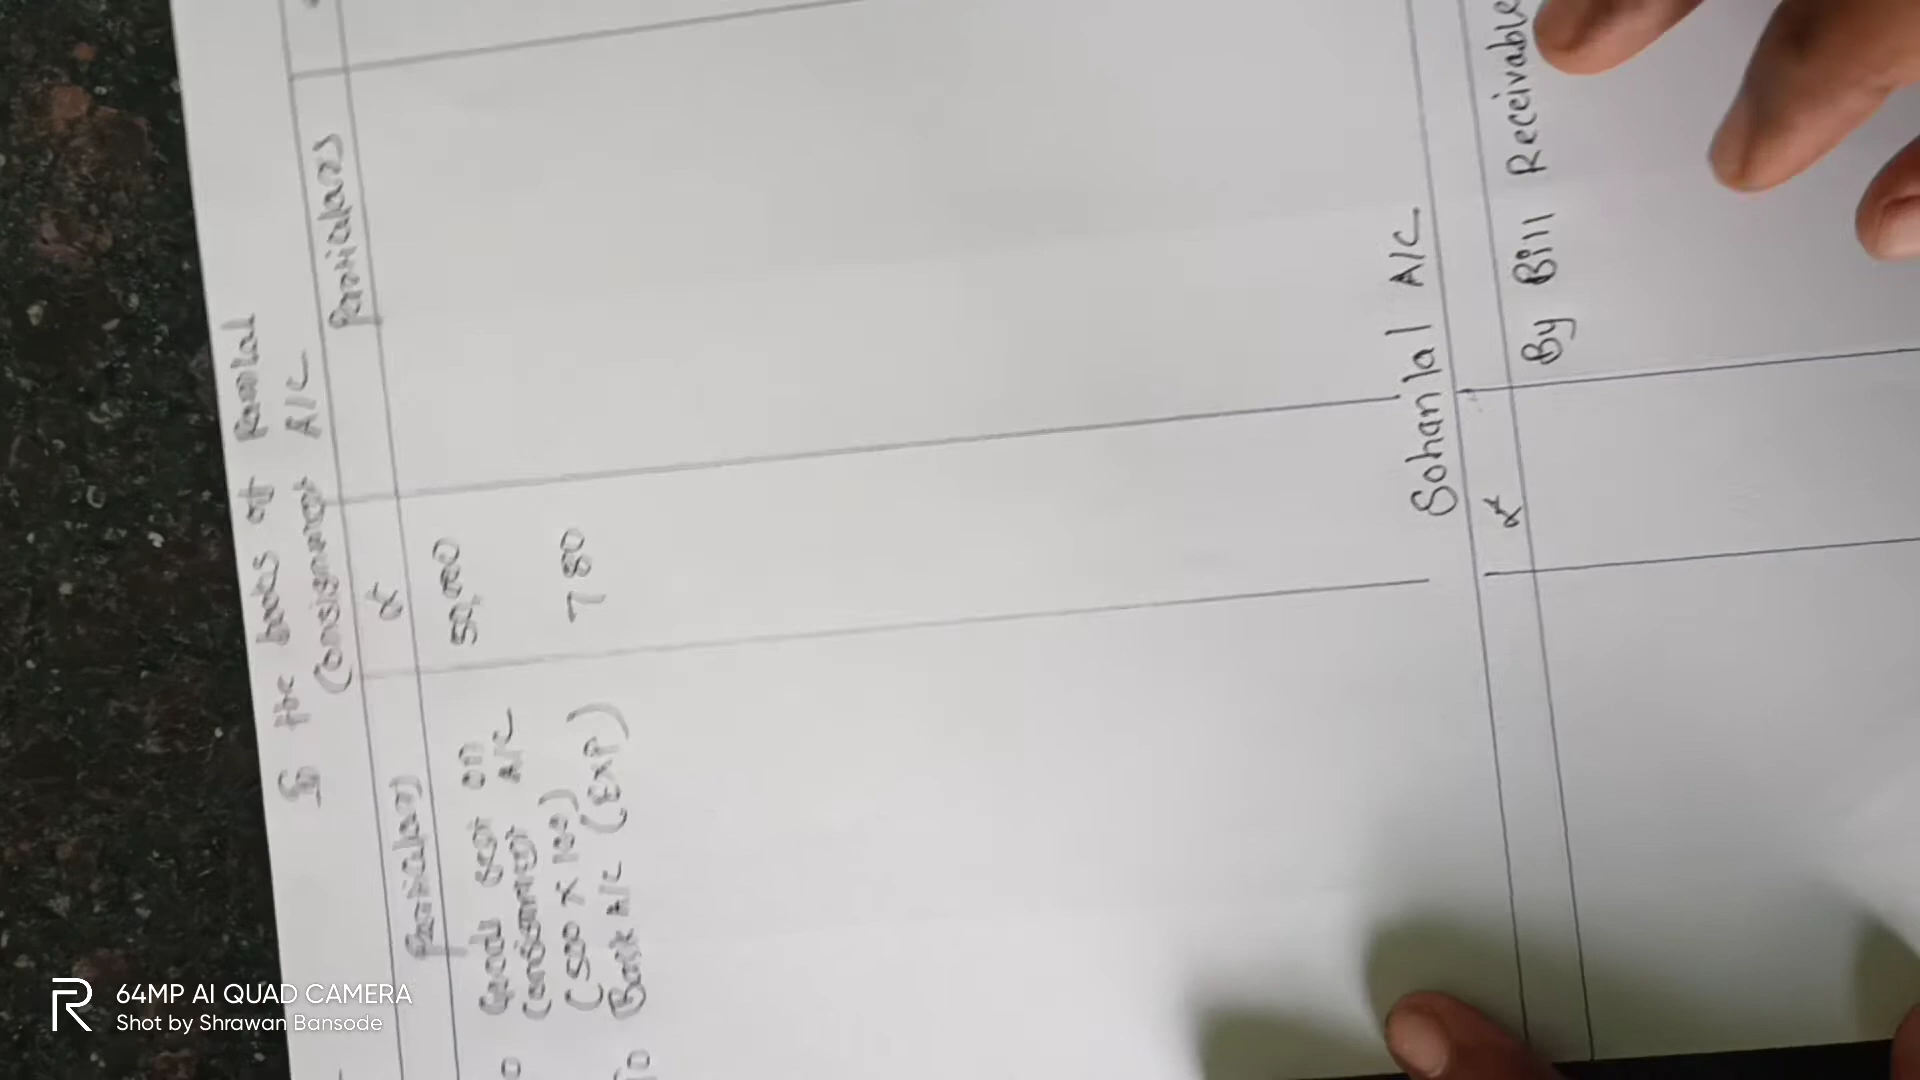 In the books of Ramlal
Consignment A/C
Particulars ₹ Particulars
Goods sent on 50,000
Consignment A/C
(500 x 100)
To Bank A/C (Exp) 780
Sohanlal A/C
₹ By Bill Receivable
64MP AI QUAD CAMERA
Shot by Shrawan Bansode